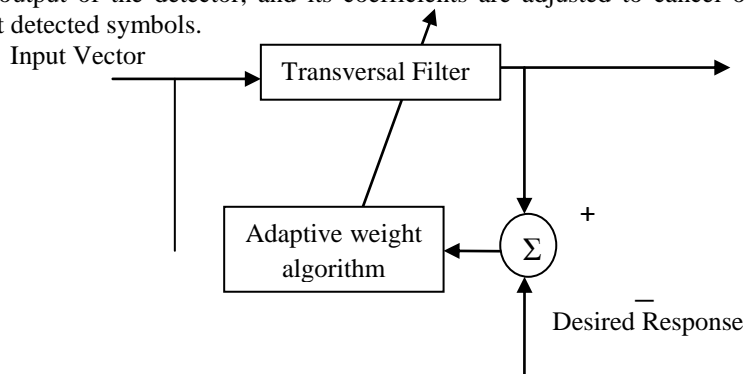 output of the detector, and its coefficients are adjusted to cancel o
t detected symbols.
Input Vector
Transversal Filter
+
Adaptive weight
algorithm
Σ
_
Desired Response